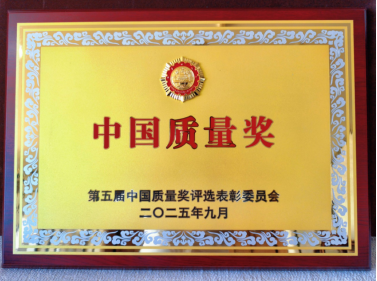 中国质量奖
第五届中国质量奖评选表彰委员会
二〇二五年九月